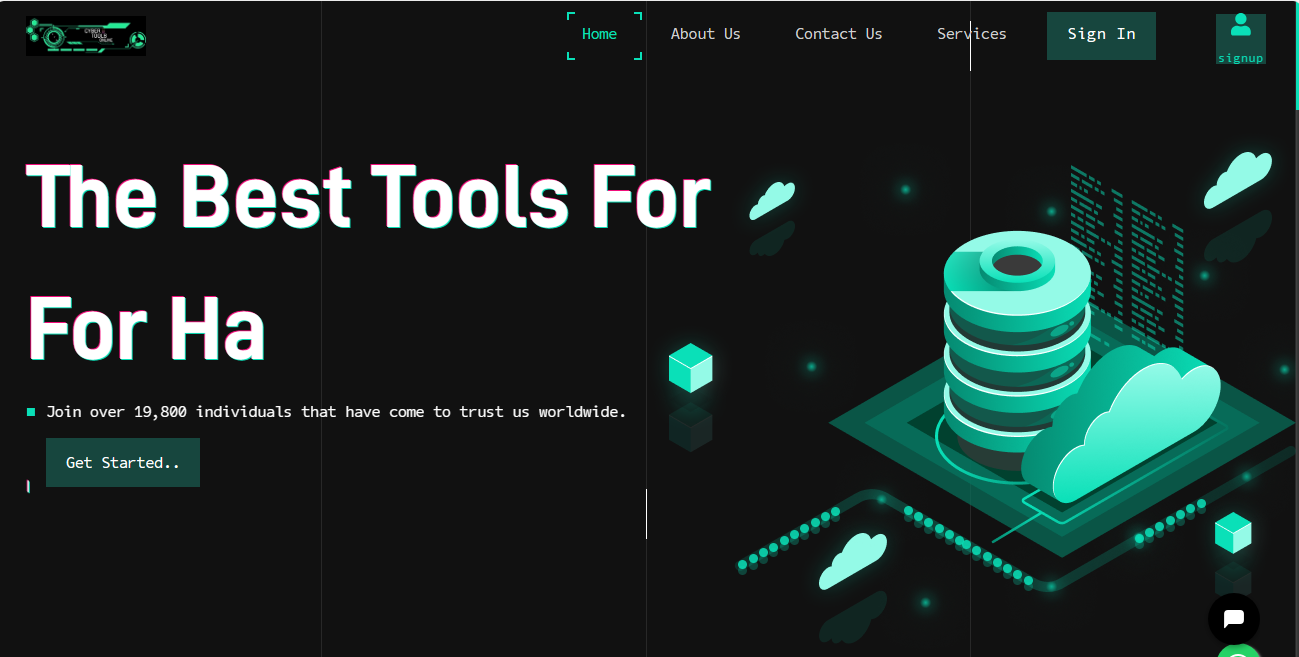 CYBER
TOOLS
ONLINE
Home
About Us
Contact Us
Services
Sign In
signup
The Best Tools For
For Ha
Join over 19,800 individuals that have come to trust us worldwide.
Get Started..